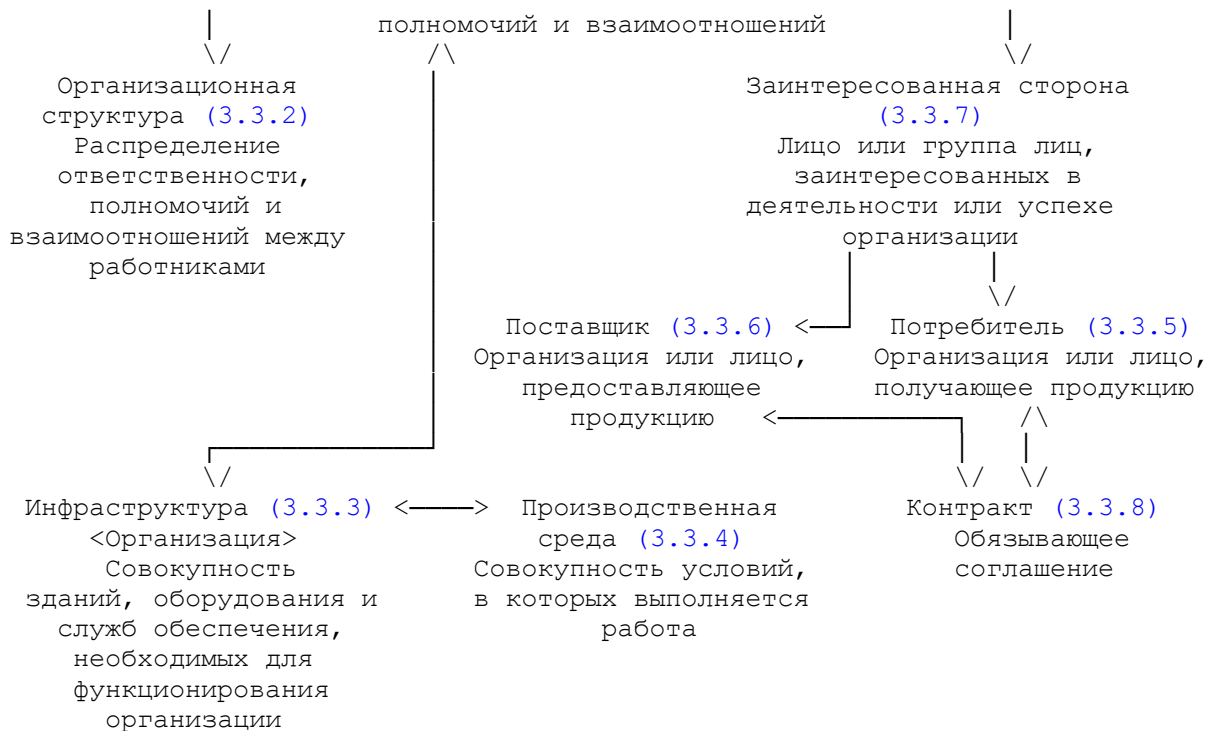 полномочий и взаимоотношений
Организационная
структура (3.3.2)
Распределение
ответственности,
полномочий и
взаимоотношений между
работниками
Заинтересованная сторона
(3.3.7)
Лицо или группа лиц,
заинтересованных в
деятельности или успехе
организации
Поставщик (3.3.6)
Организация или лицо,
предоставляющее
продукцию
Потребитель (3.3.5)
Организация или лицо,
получающее продукцию
Инфраструктура (3.3.3)
<Организация>
Совокупность
зданий, оборудования и
служб обеспечения,
необходимых для
функционирования
организации
Производственная
среда (3.3.4)
Совокупность условий,
в которых выполняется
работа
Контракт (3.3.8)
Обязывающее
соглашение